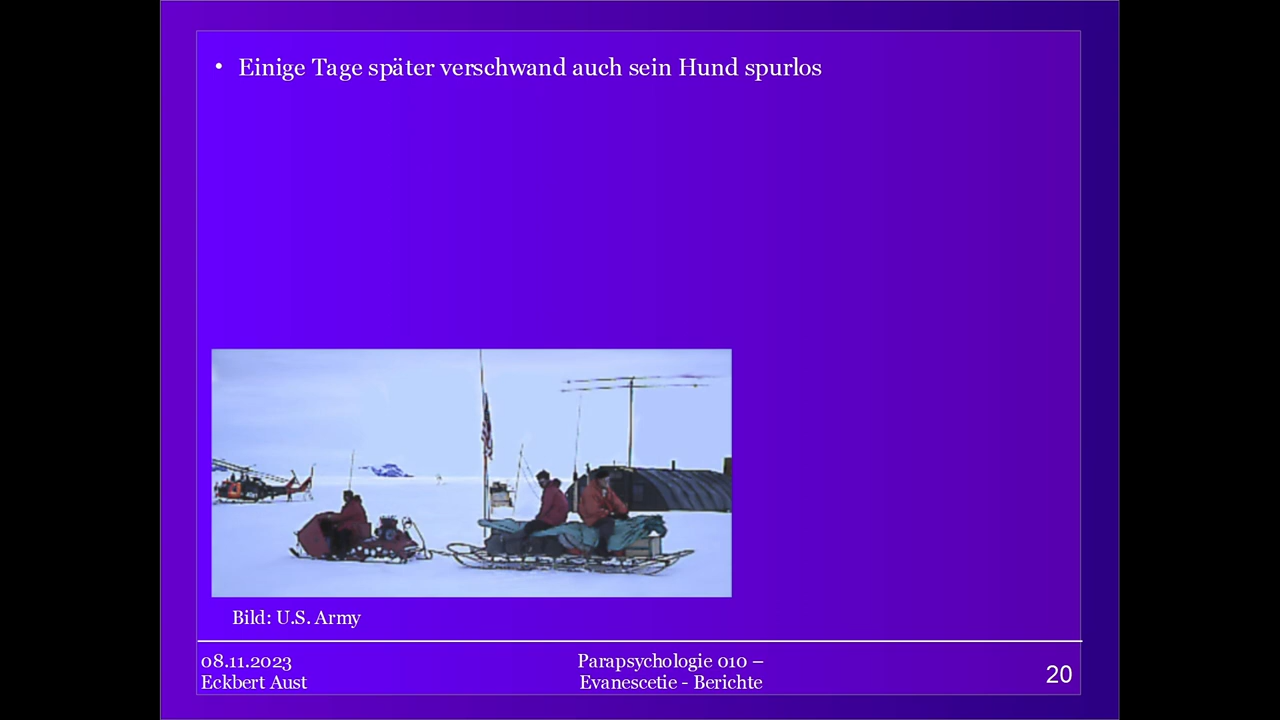 • Einige Tage später verschwand auch sein Hund spurlos
Bild: U.S. Army
08.11.2023
Eckbert Aust
Parapsychologie 010 –
Evanescetie - Berichte
20